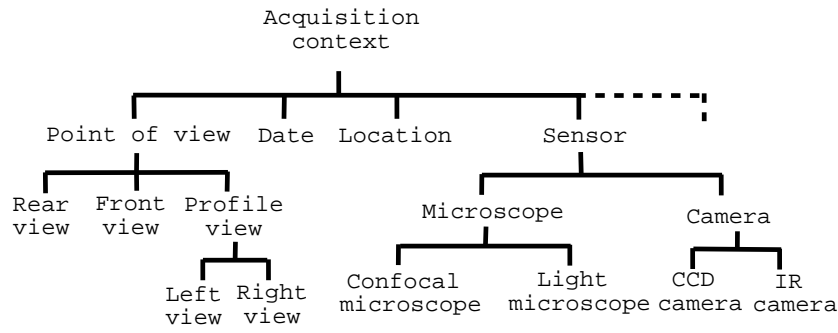 Acquisition
context
Point of view Date Location Sensor
Rear Front Profile
view view view
Microscope Camera
Left Right
view view
Confocal Light CCD IR
microscope microscope camera camera